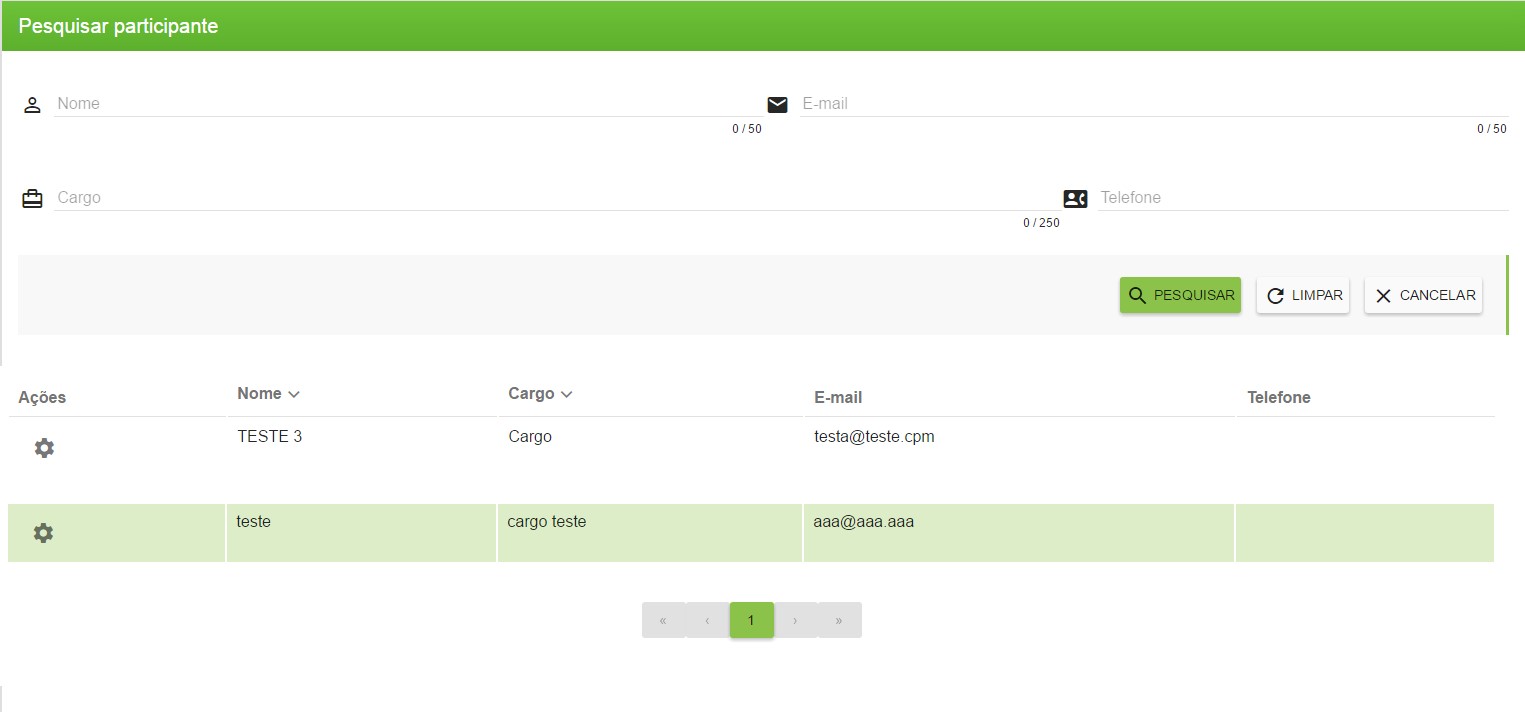 Pesquisar participante
Nome E-mail
0 / 50 0 / 50
Cargo Telefone
0 / 250
PESQUISAR LIMPAR CANCELAR
Ações Nome Cargo E-mail Telefone
TESTE 3 Cargo testa@teste.cpm
teste cargo teste aaa@aaa.aaa
« ‹ 1 › »